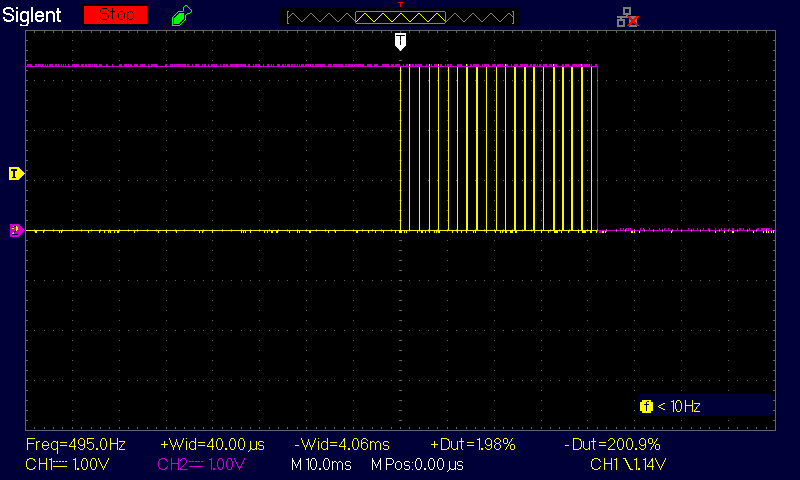 Siglent Stop T
T
T
f < 10Hz
Freq=495.0Hz +Wid=40.00µs -Wid=4.06ms +Dut=1.98% -Dut=200.9%
CH1 1.00V CH2 1.00V M 10.0ms M Pos:0.00µs CH1 1.14V